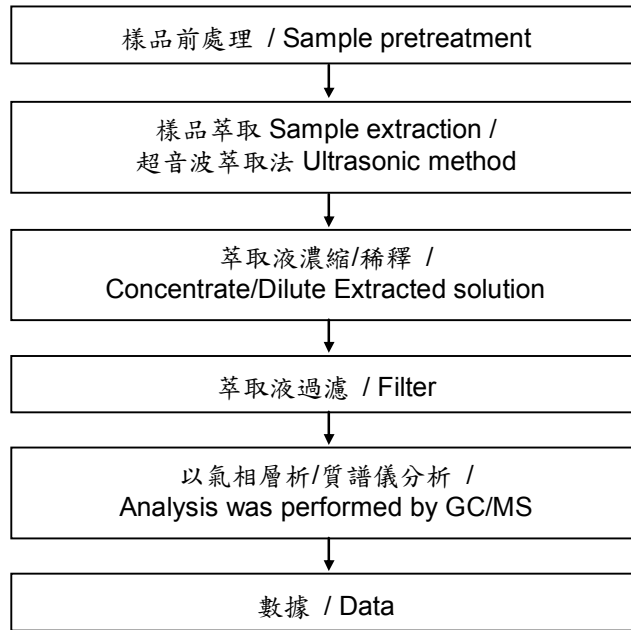 樣品前處理 / Sample pretreatment
樣品萃取 Sample extraction /
超音波萃取法 Ultrasonic method
萃取液濃縮/稀釋 /
Concentrate/Dilute Extracted solution
萃取液過濾 / Filter
以氣相層析/質譜儀分析 /
Analysis was performed by GC/MS
數據 / Data